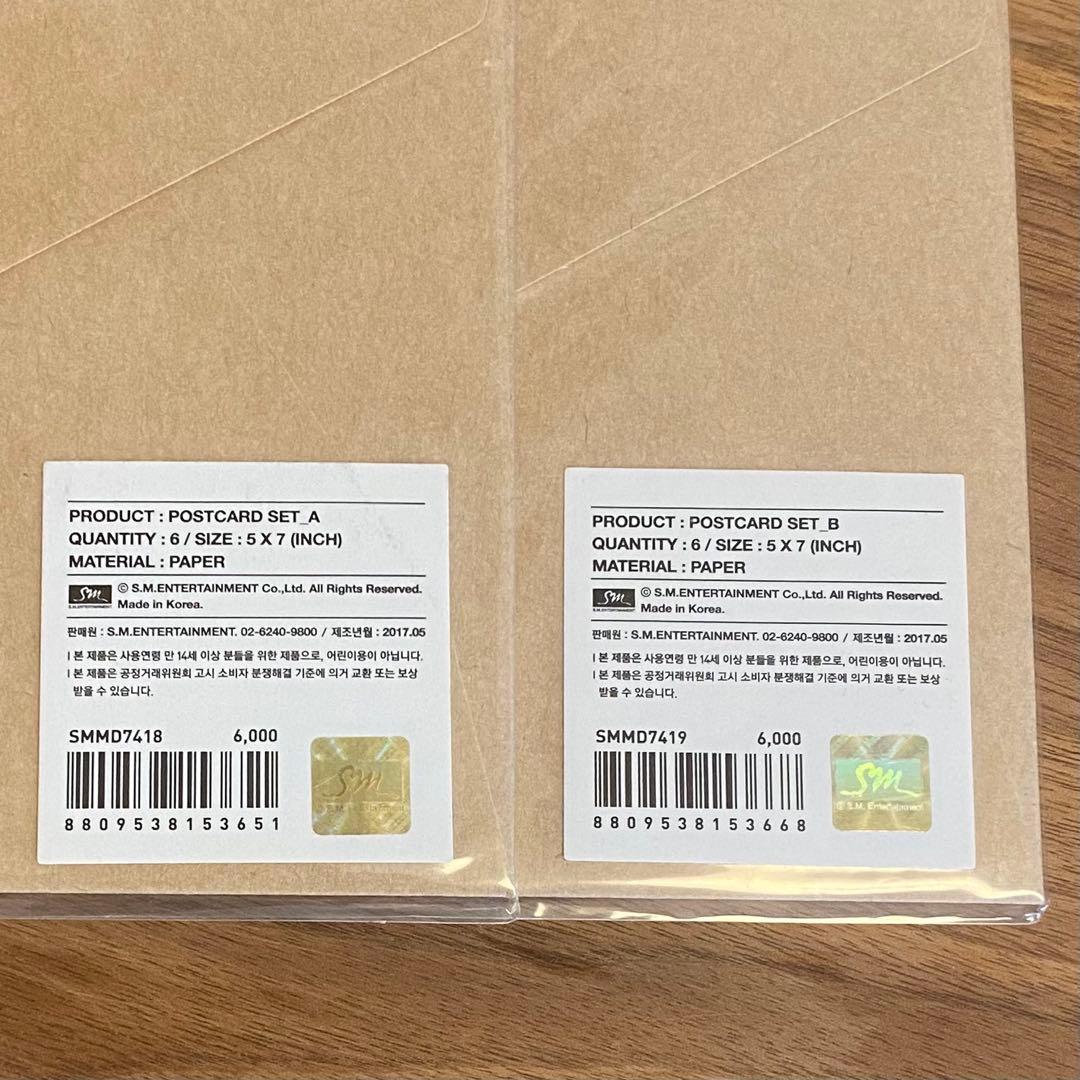 PRODUCT : POSTCARD SET_A
QUANTITY : 6 / SIZE : 5 X 7 (INCH)
MATERIAL : PAPER
SM
S.M.ENTERTAINMENT
© S.M.ENTERTAINMENT Co.,Ltd. All Rights Reserved.
Made in Korea.
판매원 : S.M.ENTERTAINMENT. 02-6240-9800 / 제조년월 : 2017.05
l 본 제품은 사용연령 만 14세 이상 분들을 위한 제품으로, 어린이용이 아닙니다.
l 본 제품은 공정거래위원회 고시 소비자 분쟁해결 기준에 의거 교환 또는 보상
받을 수 있습니다.
SMMD7418 6,000
8809538153651
SM
© S.M. Entertainment
PRODUCT : POSTCARD SET_B
QUANTITY : 6 / SIZE : 5 X 7 (INCH)
MATERIAL : PAPER
SM
S.M.ENTERTAINMENT
© S.M.ENTERTAINMENT Co.,Ltd. All Rights Reserved.
Made in Korea.
판매원 : S.M.ENTERTAINMENT. 02-6240-9800 / 제조년월 : 2017.05
l 본 제품은 사용연령 만 14세 이상 분들을 위한 제품으로, 어린이용이 아닙니다.
l 본 제품은 공정거래위원회 고시 소비자 분쟁해결 기준에 의거 교환 또는 보상
받을 수 있습니다.
SMMD7419 6,000
8809538153668
SM
© S.M. Entertainment